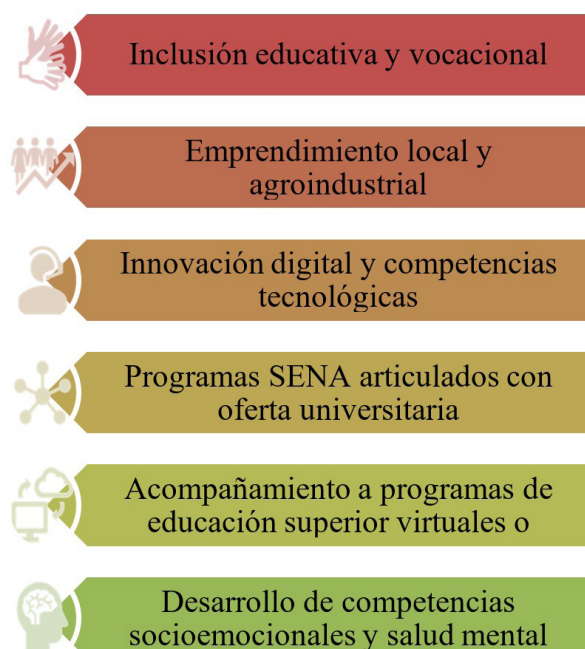 Inclusión educativa y vocacional
Emprendimiento local y
agroindustrial
Innovación digital y competencias
tecnológicas
Programas SENA articulados con
oferta universitaria
Acompañamiento a programas de
educación superior virtuales o
Desarrollo de competencias
socioemocionales y salud mental